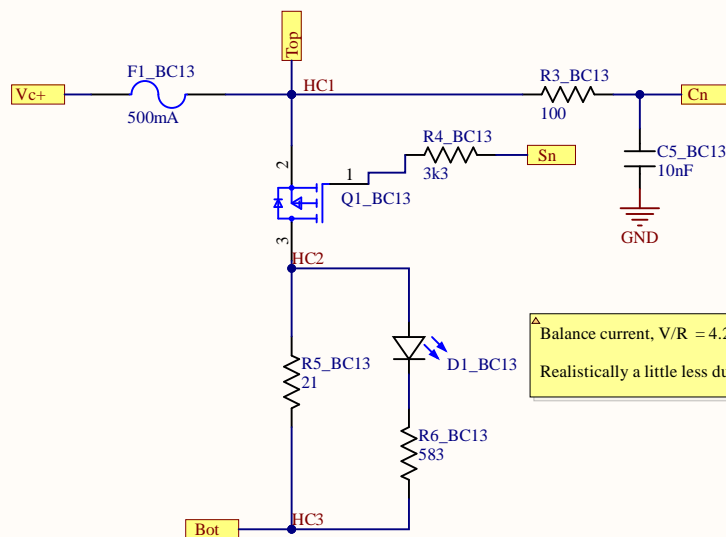 Top
F1_BC13
Vc+
500mA
HC1
R3_BC13
100
Cn
R4_BC13
3k3
Sn
C5_BC13
10nF
GND
2
1
Q1_BC13
3
HC2
R5_BC13
21
D1_BC13
Balance current, V/R = 4.2
Realistically a little less du
R6_BC13
583
HC3
Bot